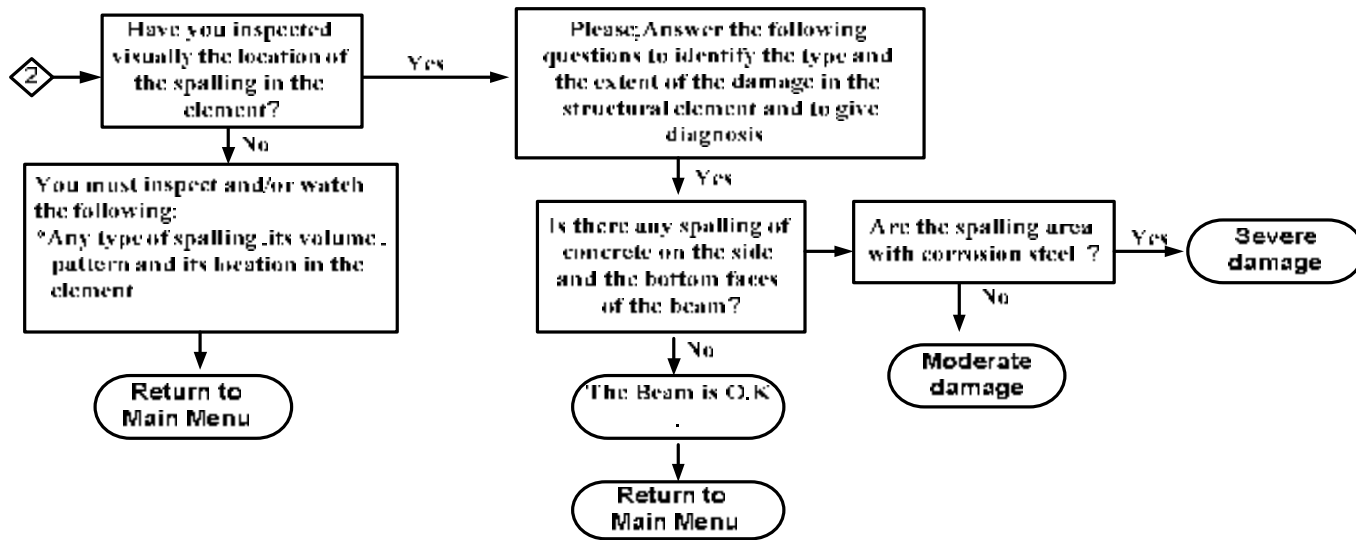 2
Have you inspected
visually the location of
the spalling in the
element?
Yes
Please,Answer the following
questions to identify the type and
the extent of the damage in the
structural element and to give
diagnosis
No
You must inspect and/or watch
the following:
*Any type of spalling ,its volume ,
pattern and its location in the
element
Return to
Main Menu
Yes
Is there any spalling of
concrete on the side
and the bottom faces
of the beam?
Are the spalling area
with corrosion steel ?
Yes
Severe
damage
No
Moderate
damage
No
The Beam is O.K
.
Return to
Main Menu